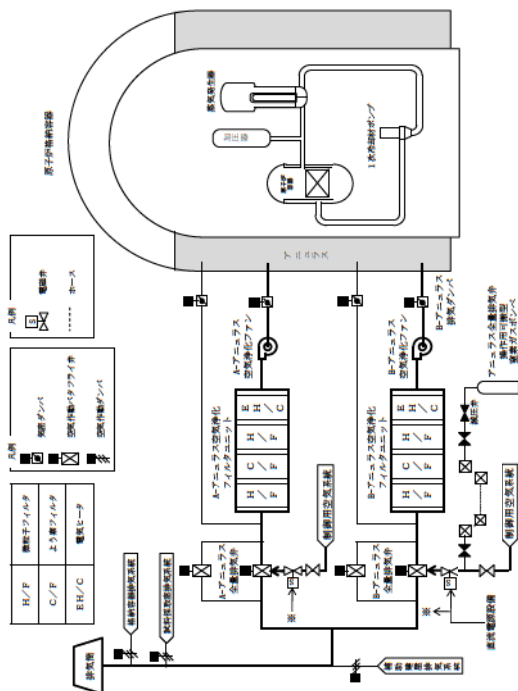 原子炉格納容器
凡例
S
電磁弁
ホース
凡例
気密ダンパ
空気作動バタフライ弁
空気作動ダンパ
H/F 微粒子フィルタ
C/F よう素フィルタ
EH/C 電気ヒータ
排気筒
格納容器排気系統
試料採取室排気系統
補助建屋排気系統
蒸気発生器
加圧器
原子炉
容器
1次冷却材ポンプ
アニュラス
A-アニュラス
空気浄化ファン
A-アニュラス空気浄化
フィルタユニット
H/F
C/F
H/F
EH/C
A-アニュラス
全量排気弁
制御用空気系統
S
※
B-アニュラス
排気ダンパ
B-アニュラス
空気浄化ファン
B-アニュラス空気浄化
フィルタユニット
H/F
C/F
H/F
EH/C
B-アニュラス
全量排気弁
制御用空気系統
S
※
直流電源設備
減圧弁
アニュラス全量排気弁
操作用可搬型
窒素ガスボンベ